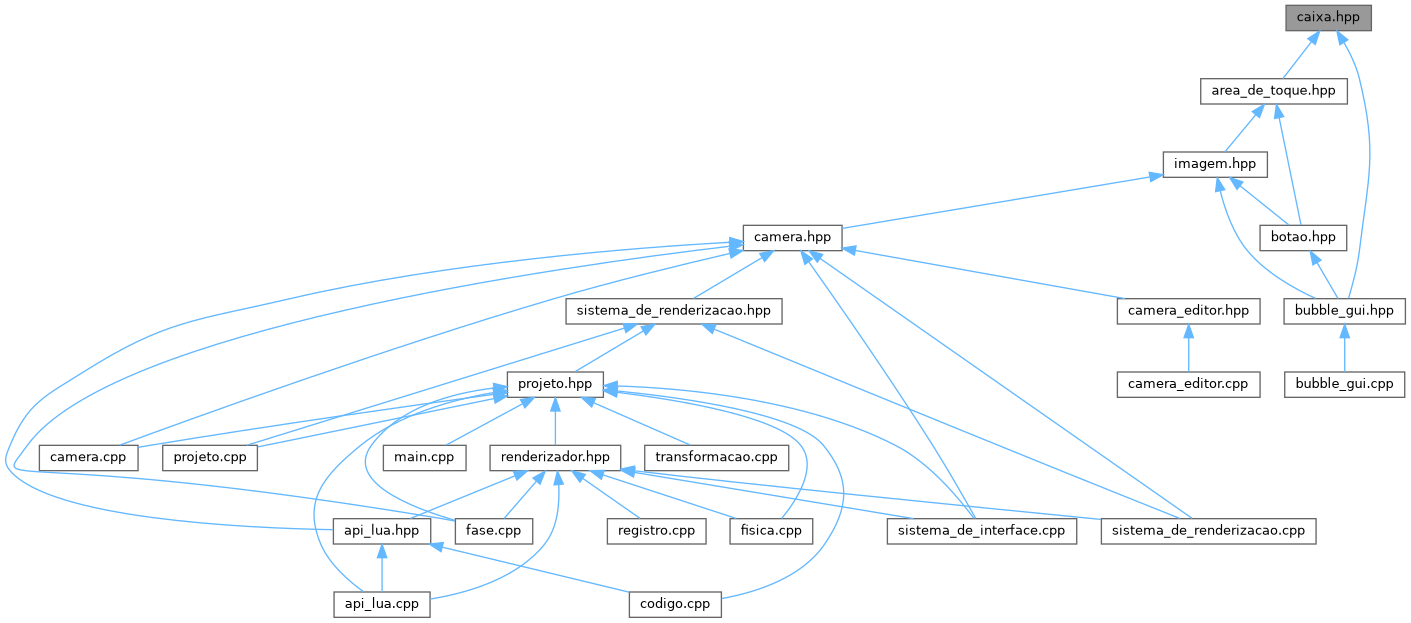 caixa.hpp
area_de_toque.hpp
imagem.hpp
camera.hpp
botao.hpp
sistema_de_renderizacao.hpp
camera_editor.hpp
bubble_gui.hpp
projeto.hpp
camera_editor.cpp
bubble_gui.cpp
camera.cpp
projeto.cpp
main.cpp
renderizador.hpp
transformacao.cpp
api_lua.hpp
fase.cpp
registro.cpp
fisica.cpp
sistema_de_interface.cpp
sistema_de_renderizacao.cpp
api_lua.cpp
codigo.cpp